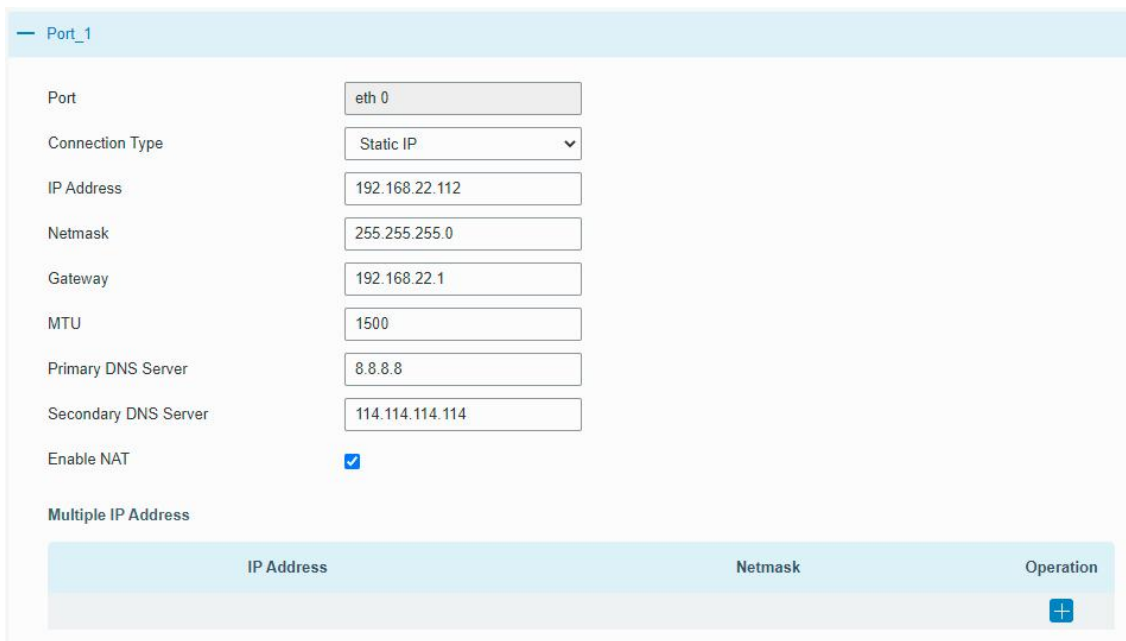 Port_1
Port eth 0
Connection Type Static IP
IP Address 192.168.22.112
Netmask 255.255.255.0
Gateway 192.168.22.1
MTU 1500
Primary DNS Server 8.8.8.8
Secondary DNS Server 114.114.114.114
Enable NAT
Multiple IP Address
IP Address Netmask Operation